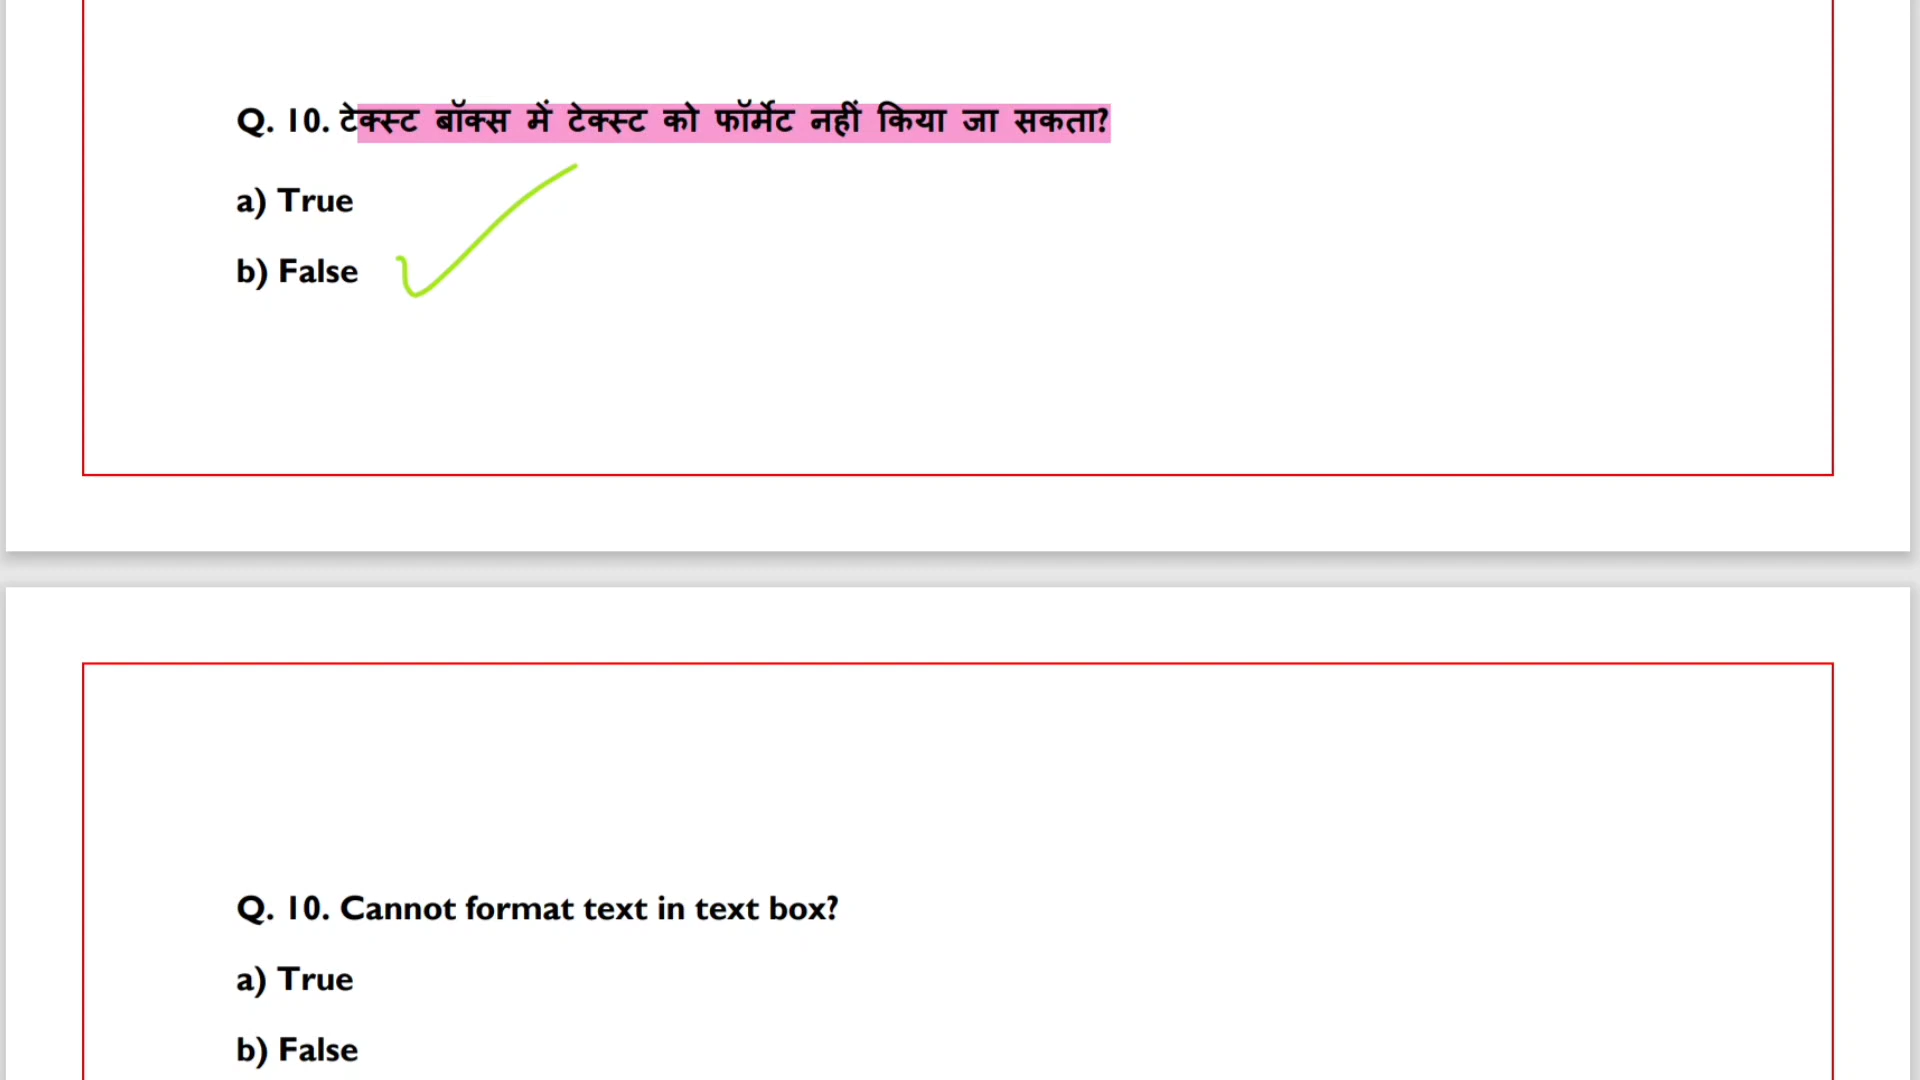 Q. 10. टेक्स्ट बॉक्स में टेक्स्ट को फॉर्मेट नहीं किया जा सकता?
a) True
b) False
Q. 10. Cannot format text in text box?
a) True
b) False